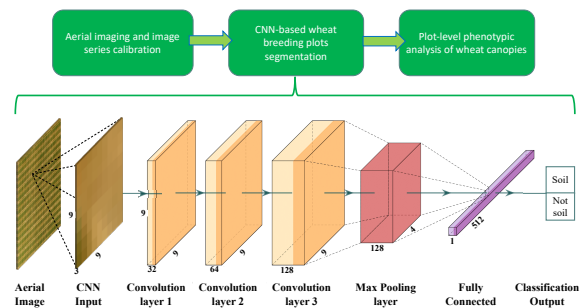 Aerial imaging and image
series calibration
CNN-based wheat
breeding plots
segmentation
Plot-level phenotypic
analysis of wheat canopies
9
9
3
9
9
32
9
64
9
128
4
128
512
1
Soil
Not
soil
Aerial
Image
CNN
Input
Convolution
layer 1
Convolution
layer 2
Convolution
layer 3
Max Pooling
layer
Fully
Connected
Classification
Output